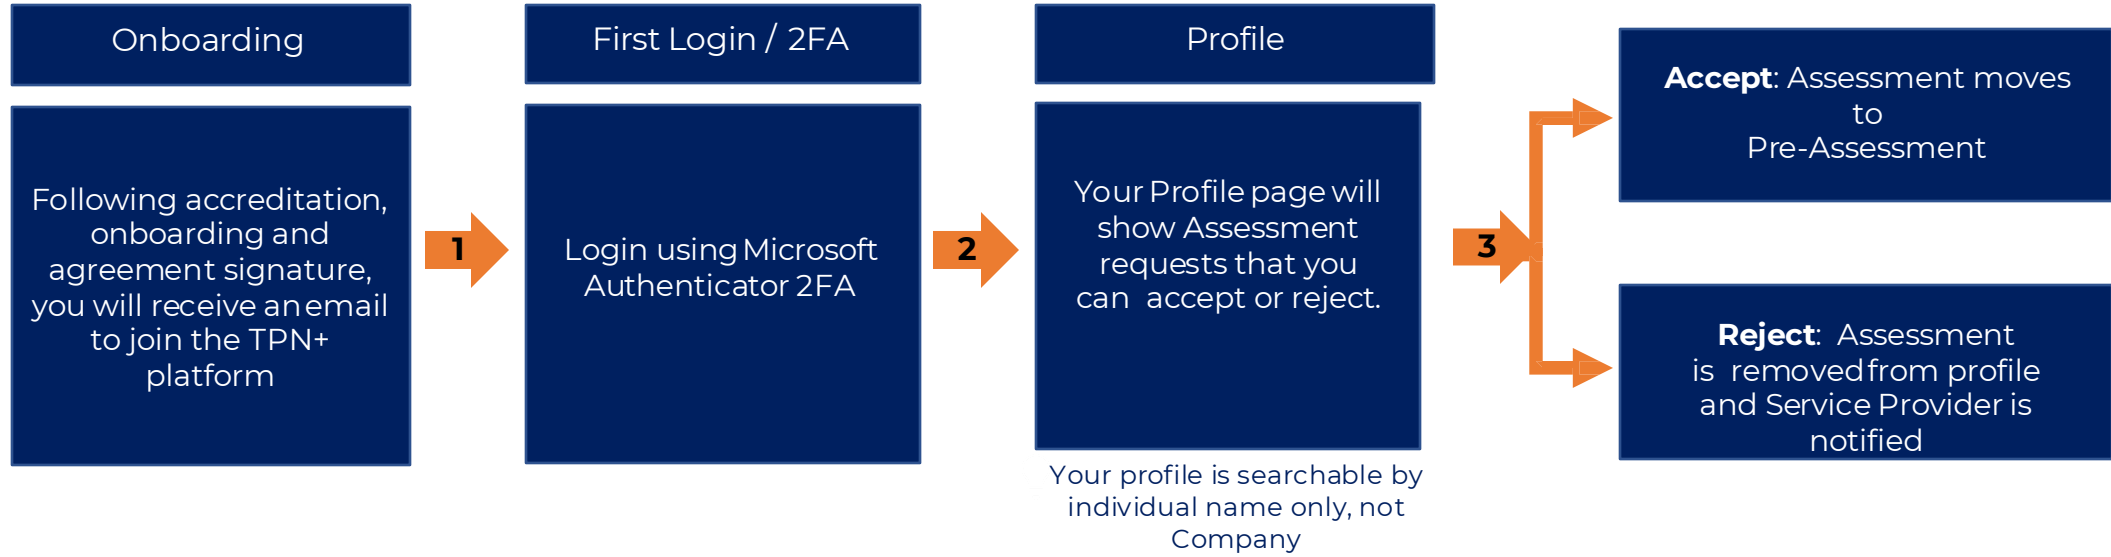 Onboarding
Following accreditation,
onboarding and
agreement signature,
you will receive an email
to join the TPN+
platform
1
First Login / 2FA
Login using Microsoft
Authenticator 2FA
2
Profile
Your Profile page will
show Assessment
requests that you
can accept or reject.
Your profile is searchable by
individual name only, not
Company
3
Accept: Assessment moves
to
Pre-Assessment
Reject: Assessment
is removed from profile
and Service Provider is
notified